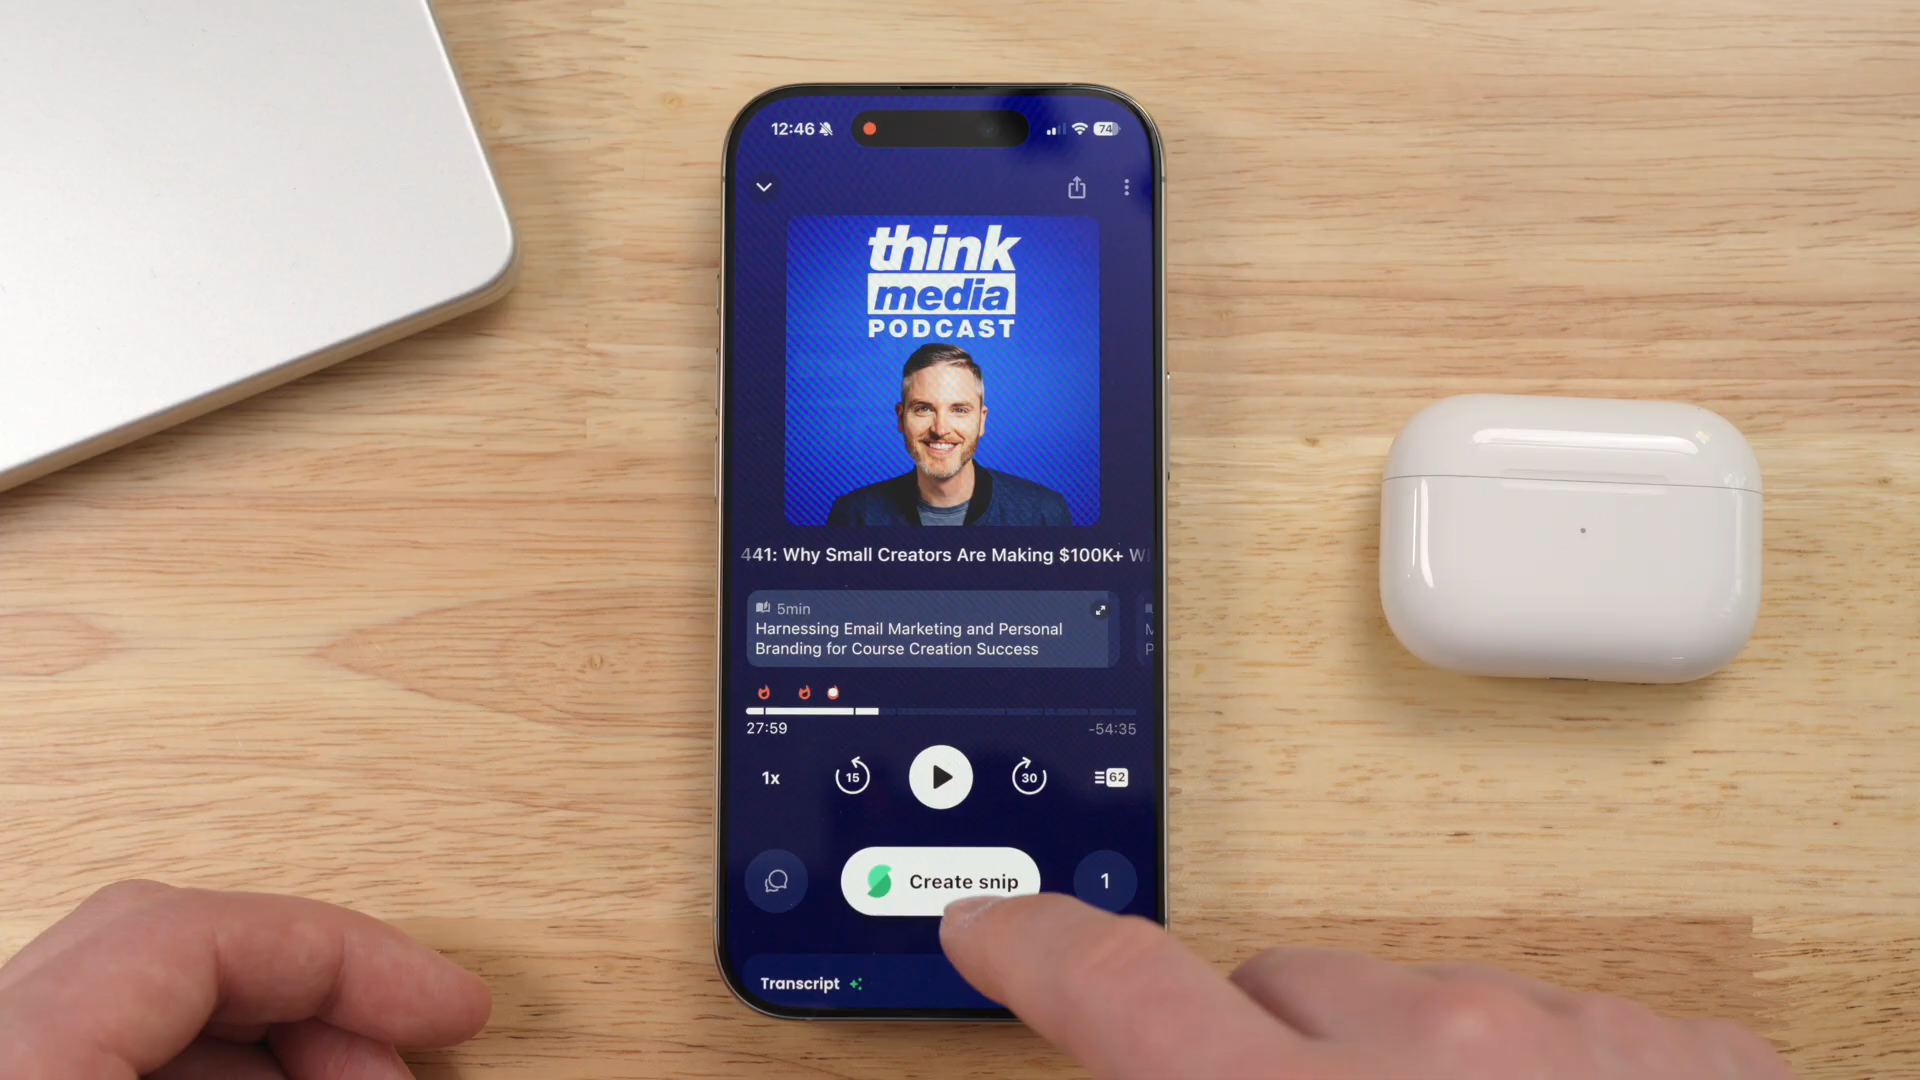 12:46
74
think
media
PODCAST
441: Why Small Creators Are Making $100K+
5min
Harnessing Email Marketing and Personal
Branding for Course Creation Success
27:59
-54:35
1x
15
30
62
Create snip
1
Transcript